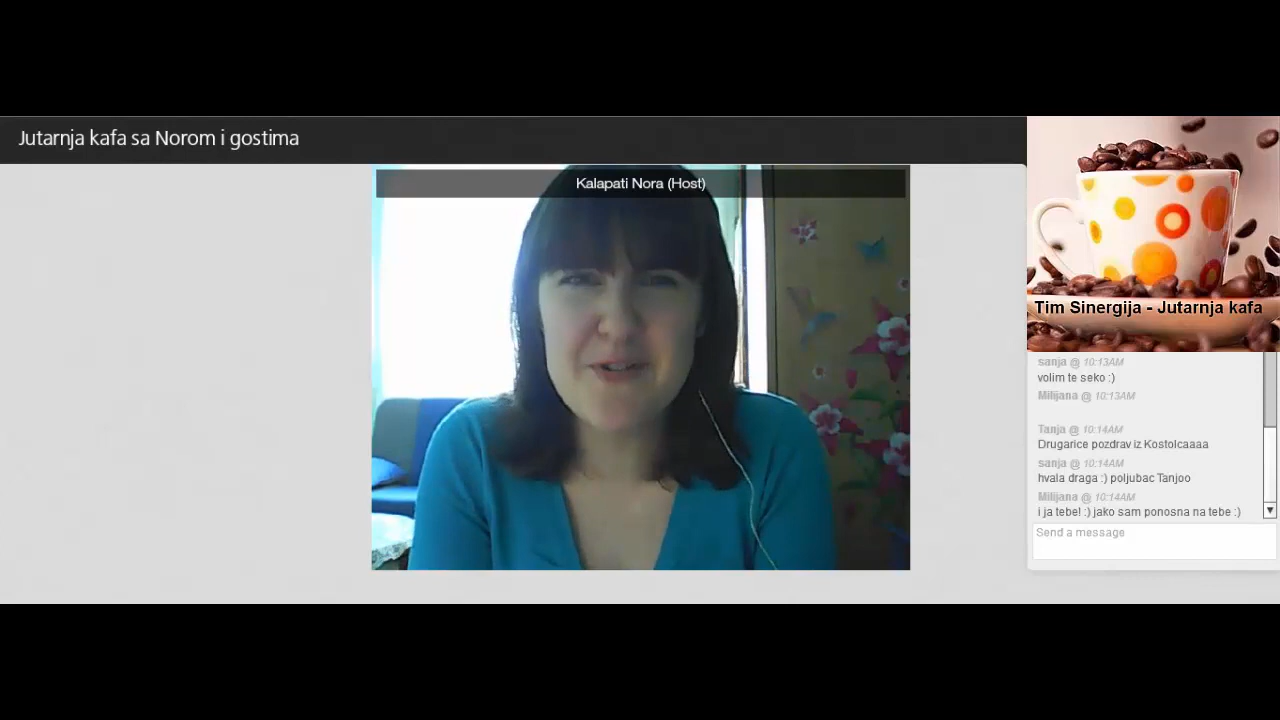 Jutarnja kafa sa Norom i gostima
Kalapati Nora (Host)
Tim Sinergija - Jutarnja kafa
sanja @ 10:13AM
volim te seko :)
Milijana @ 10:13AM
Tanja @ 10:14AM
Drugarice pozdrav iz Kostolcaaaa
sanja @ 10:14AM
hvala draga :) poljubac Tanjoo
Milijana @ 10:14AM
i ja tebe! :) jako sam ponosna na tebe :)
Send a message